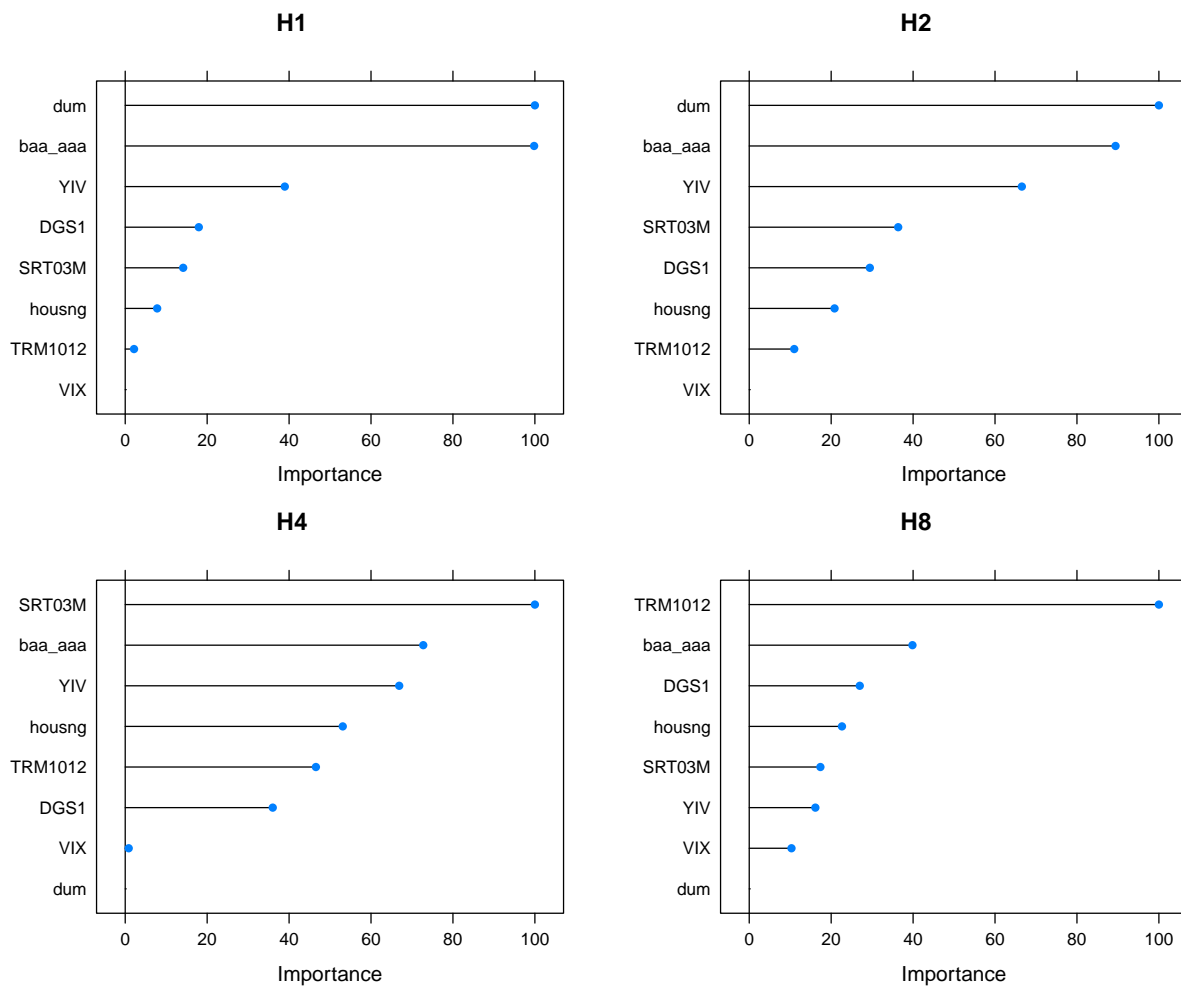 H1
dum
baa_aaa
YIV
DGS1
SRT03M
housng
TRM1012
VIX
0 20 40 60 80 100
Importance
H2
dum
baa_aaa
YIV
SRT03M
DGS1
housng
TRM1012
VIX
0 20 40 60 80 100
Importance
H4
SRT03M
baa_aaa
YIV
housng
TRM1012
DGS1
VIX
dum
0 20 40 60 80 100
Importance
H8
TRM1012
baa_aaa
DGS1
housng
SRT03M
YIV
VIX
dum
0 20 40 60 80 100
Importance